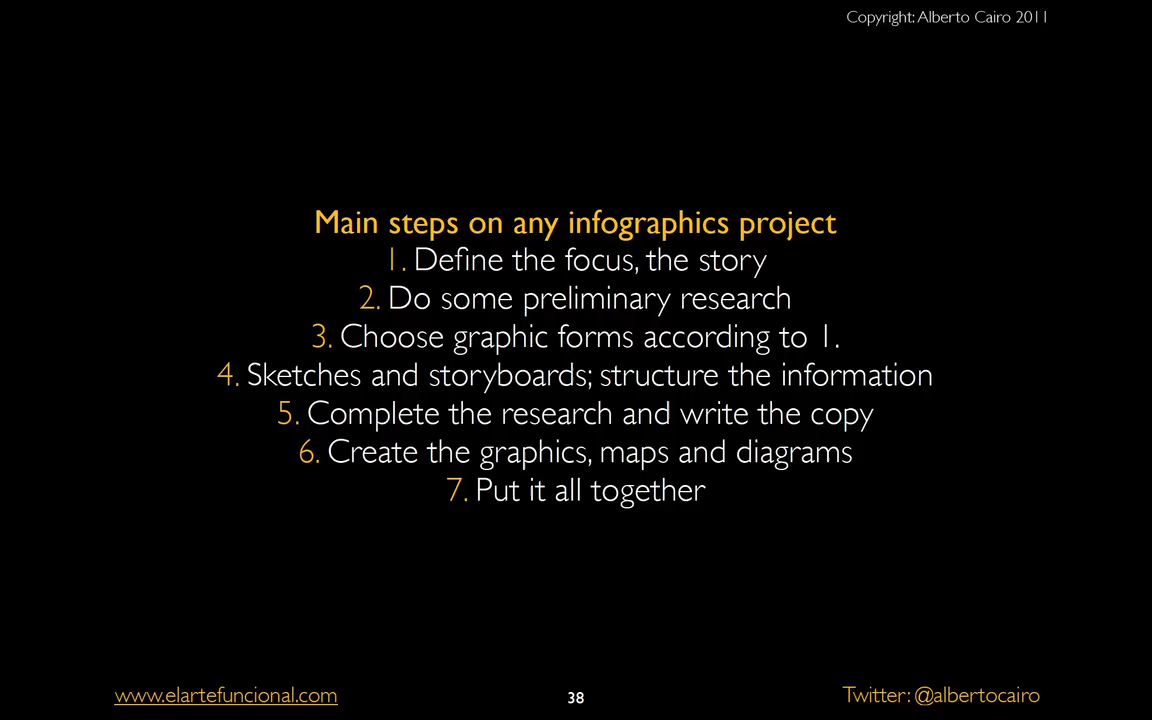 Copyright: Alberto Cairo 2011
Main steps on any infographics project
1. Define the focus, the story
2. Do some preliminary research
3. Choose graphic forms according to 1.
4. Sketches and storyboards; structure the information
5. Complete the research and write the copy
6. Create the graphics, maps and diagrams
7. Put it all together
www.elartefuncional.com
38
Twitter: @albertocairo